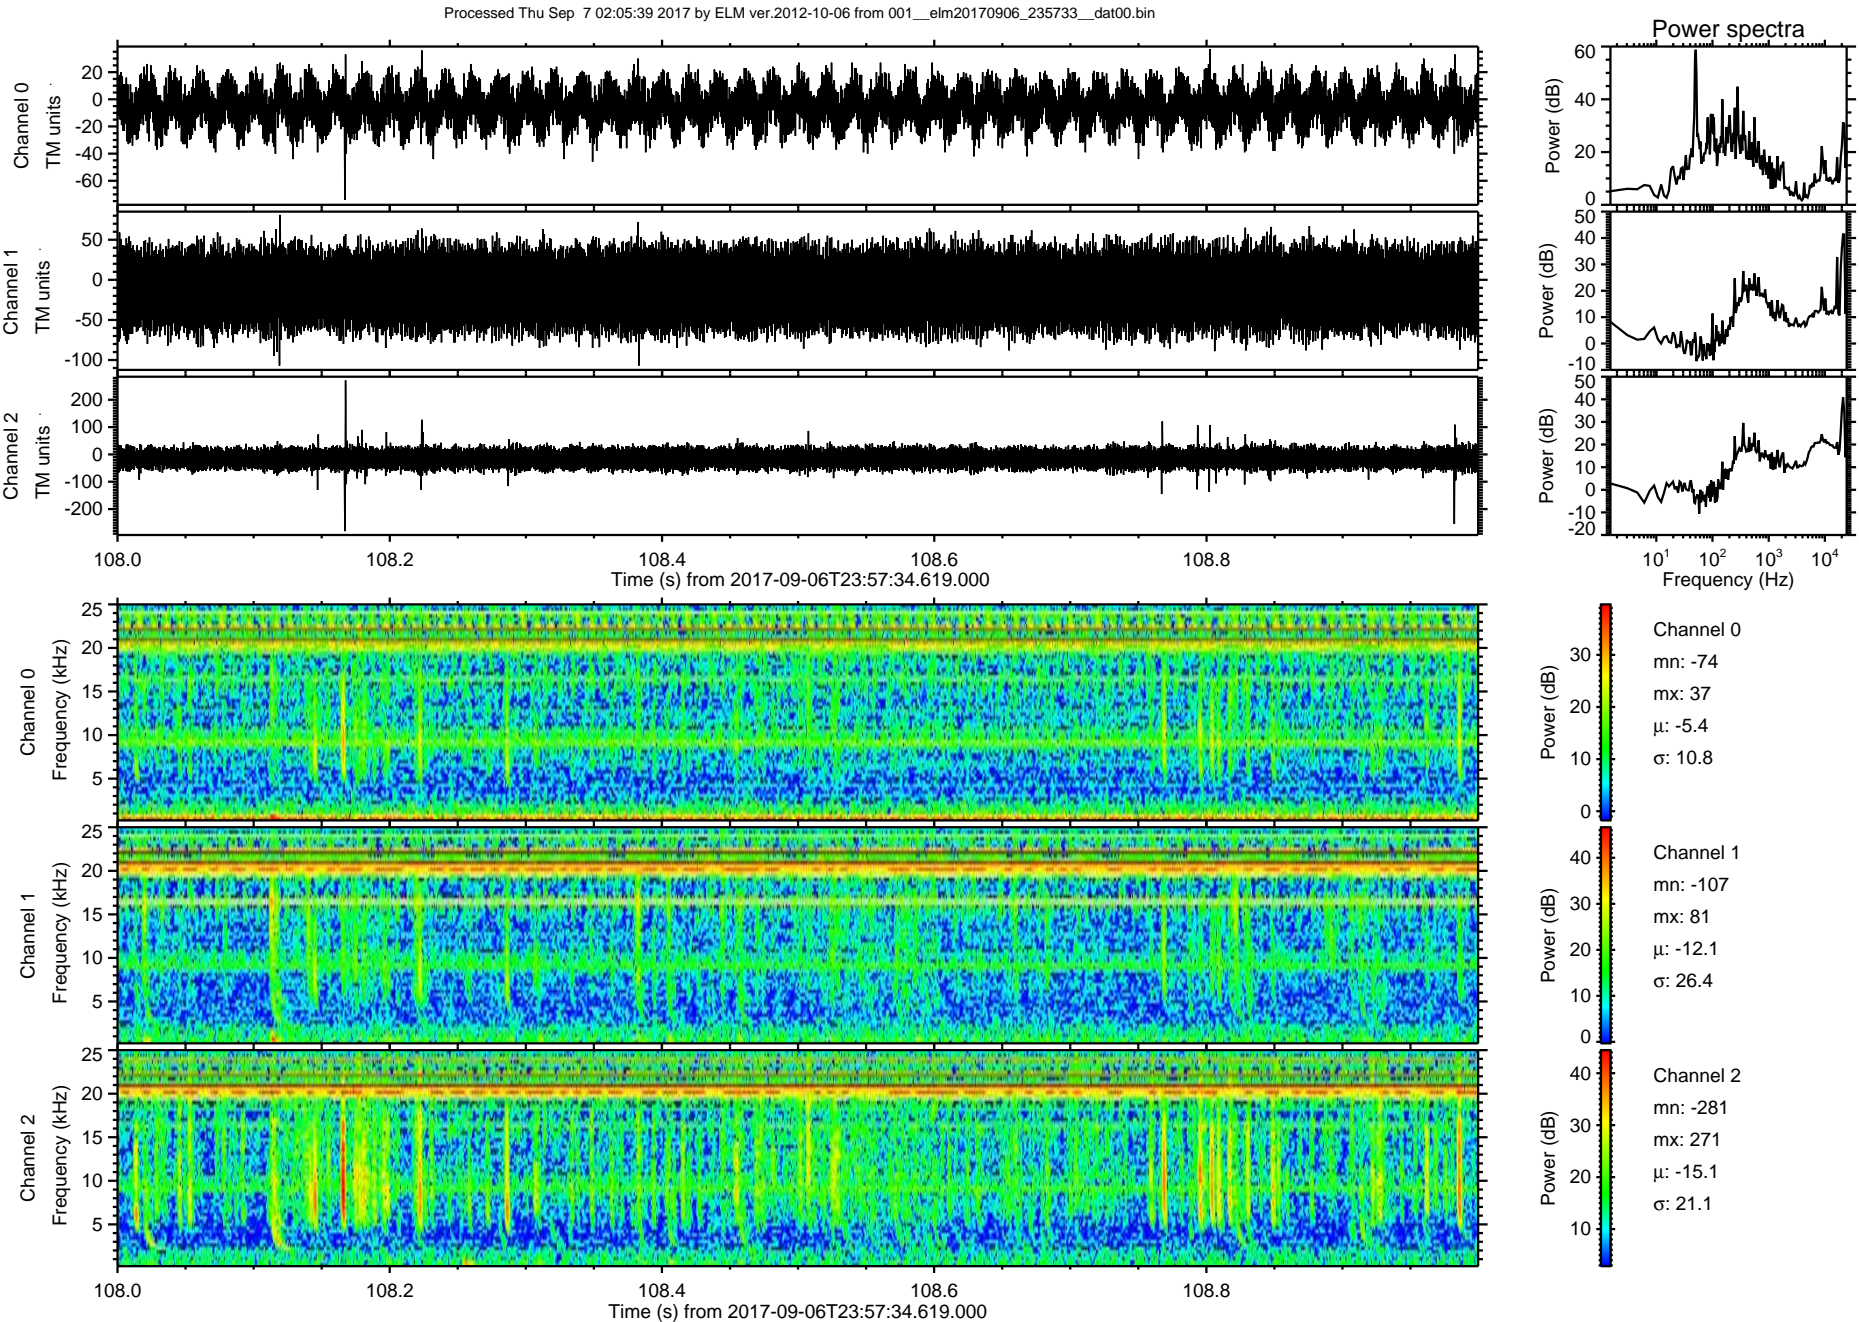 Processed Thu Sep  7 02:05:39 2017 by ELM ver.2012-10-06 from 001__elm20170906_235733__dat00.bin
Power spectra
Channel 0
TM units
20
0
-20
-40
-60
Power (dB)
60
40
20
0
Channel 1
TM units
50
0
-50
-100
Power (dB)
50
40
30
20
10
0
-10
Channel 2
TM units
200
100
0
-100
-200
Power (dB)
50
40
30
20
10
0
-10
-20
108.0 108.2 108.4 108.6 108.8
Time (s) from 2017-09-06T23:57:34.619.000
10^1 10^2 10^3 10^4
Frequency (Hz)
Channel 0
Frequency (kHz)
25
20
15
10
5
Power (dB)
30
20
10
0
Channel 0
mn: -74
mx: 37
μ: -5.4
σ: 10.8
Channel 1
Frequency (kHz)
25
20
15
10
5
Power (dB)
40
30
20
10
0
Channel 1
mn: -107
mx: 81
μ: -12.1
σ: 26.4
Channel 2
Frequency (kHz)
25
20
15
10
5
Power (dB)
40
30
20
10
Channel 2
mn: -281
mx: 271
μ: -15.1
σ: 21.1
108.0 108.2 108.4 108.6 108.8
Time (s) from 2017-09-06T23:57:34.619.000